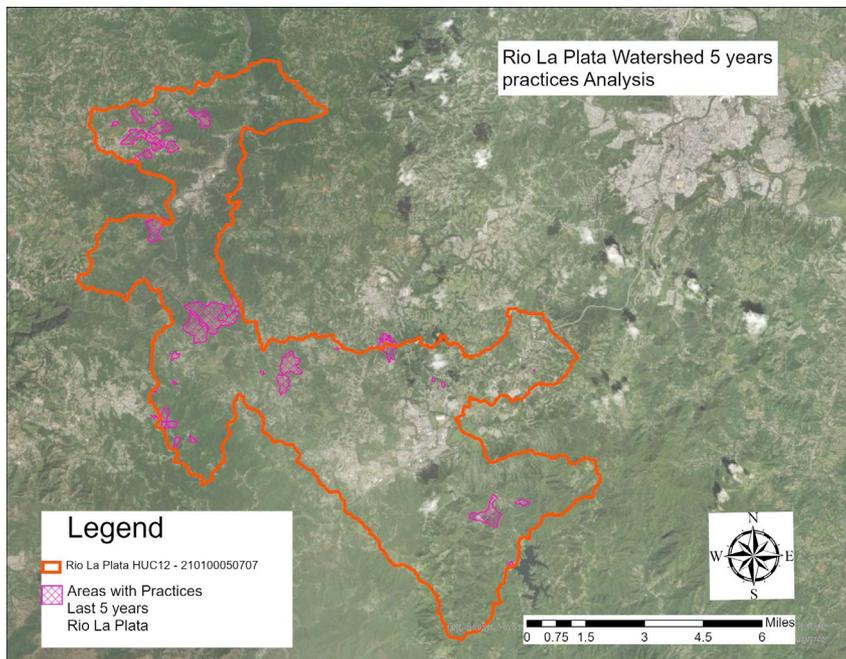 Rio La Plata Watershed 5 years
practices Analysis
Legend
Rio La Plata HUC12 - 210100050707
Areas with Practices
Last 5 years
Rio La Plata
N
W E
S
Miles
0 0.75 1.5 3 4.5 6